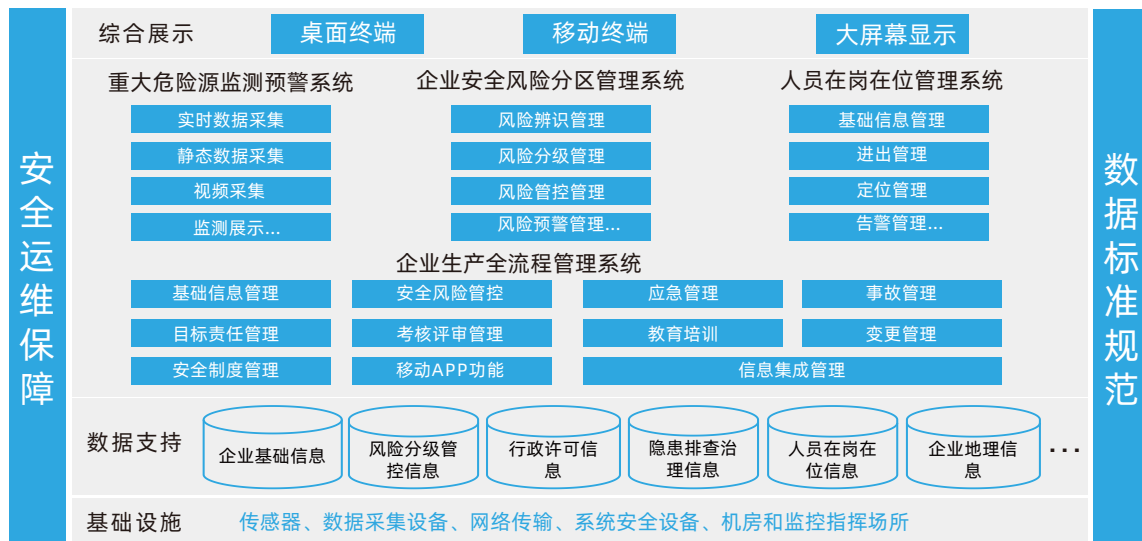 安全运维保障
综合展示
桌面终端
移动终端
大屏幕显示
重大危险源监测预警系统
实时数据采集
静态数据采集
视频采集
监测展示...
企业安全风险分区管理系统
风险辨识管理
风险分级管理
风险管控管理
风险预警管理...
人员在岗在位管理系统
基础信息管理
进出管理
定位管理
告警管理...
企业生产全流程管理系统
基础信息管理
安全风险管控
应急管理
事故管理
目标责任管理
考核评审管理
教育培训
变更管理
安全制度管理
移动APP功能
信息集成管理
数据支持
企业基础信息
风险分级管
控信息
行政许可信
息
隐患排查治
理信息
人员在岗在
位信息
企业地理信
息
...
基础设施
传感器、数据采集设备、网络传输、系统安全设备、机房和监控指挥场所
数据标准规范